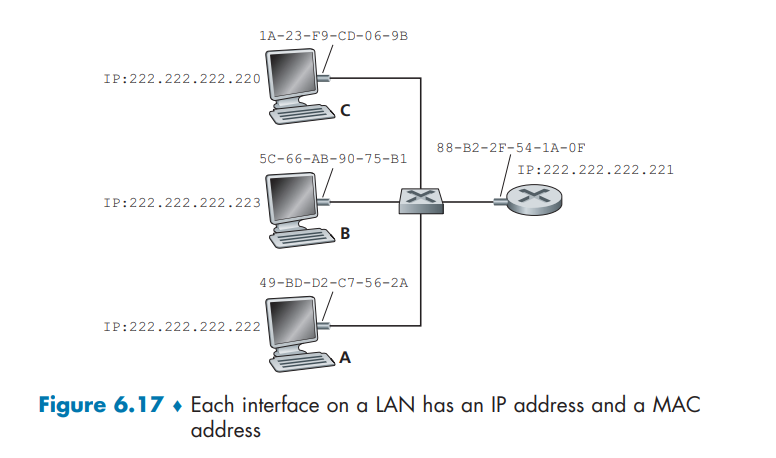 1A-23-F9-CD-06-9B
IP:222.222.222.220
C
88-B2-2F-54-1A-0F
5C-66-AB-90-75-B1
IP:222.222.222.221
IP:222.222.222.223
B
49-BD-D2-C7-56-2A
IP:222.222.222.222
A
Figure 6.17 ♦ Each interface on a LAN has an IP address and a MAC
address